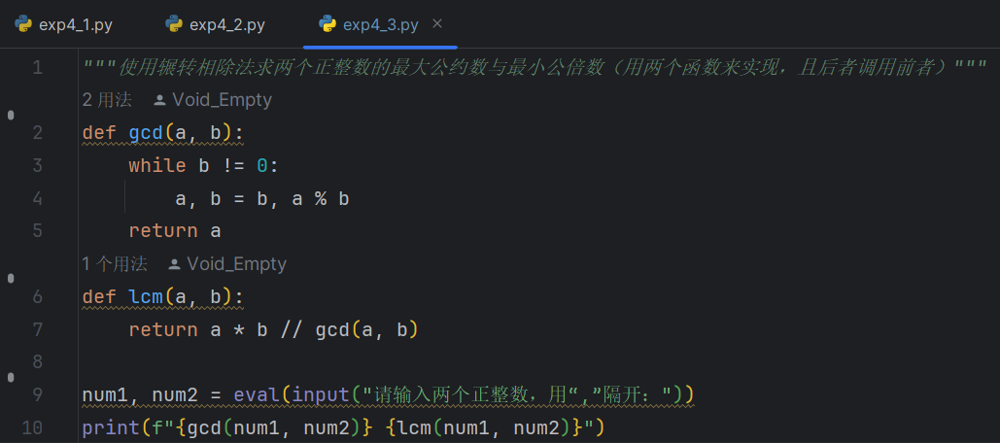 exp4_1.py exp4_2.py exp4_3.py
1 """使用辗转相除法求两个正整数的最大公约数与最小公倍数（用两个函数来实现，且后者调用前者）"""
2 用法 Void_Empty
2 def gcd(a, b):
3 while b != 0:
4 a, b = b, a % b
5 return a
1 个用法 Void_Empty
6 def lcm(a, b):
7 return a * b // gcd(a, b)
8
9 num1, num2 = eval(input("请输入两个正整数，用“,”隔开："))
10 print(f"{gcd(num1, num2)} {lcm(num1, num2)}")